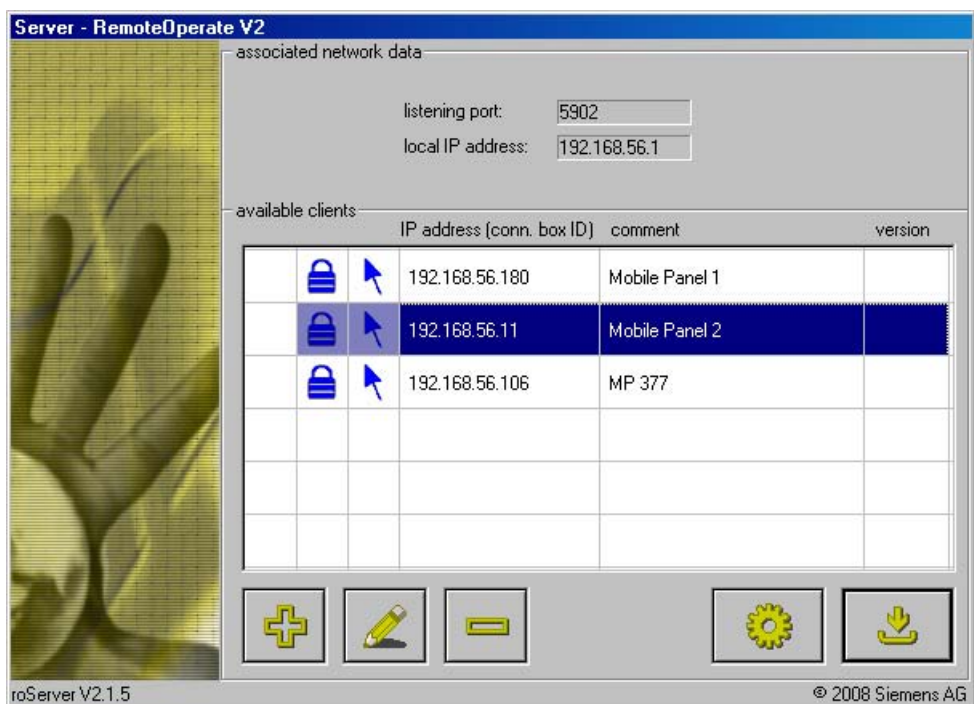 Server - RemoteOperate V2
associated network data
listening port: 5902
local IP address: 192.168.56.1
available clients
IP address (conn. box ID) comment version
192.168.56.180 Mobile Panel 1
192.168.56.11 Mobile Panel 2
192.168.56.106 MP 377
roServer V2.1.5 © 2008 Siemens AG